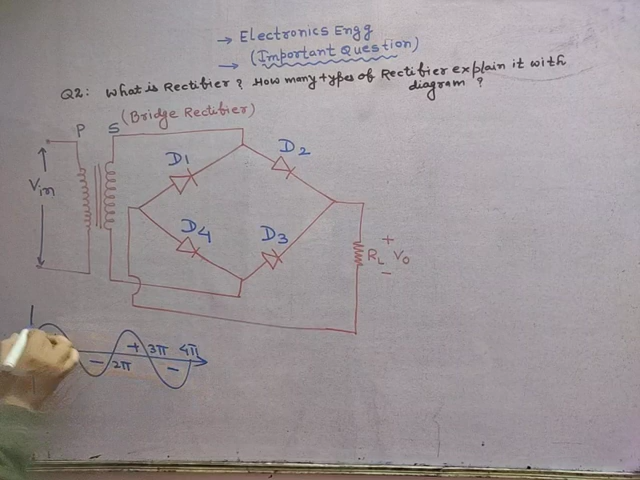 → Electronics Engg
→ (Important Question)
Q2: What is Rectifier ? How many types of Rectifier explain it with
diagram ?
(Bridge Rectifier)
P S
D1 D2
Vin
D4 D3
+
RL Vo
−
+ 3π 4π
− 2π −